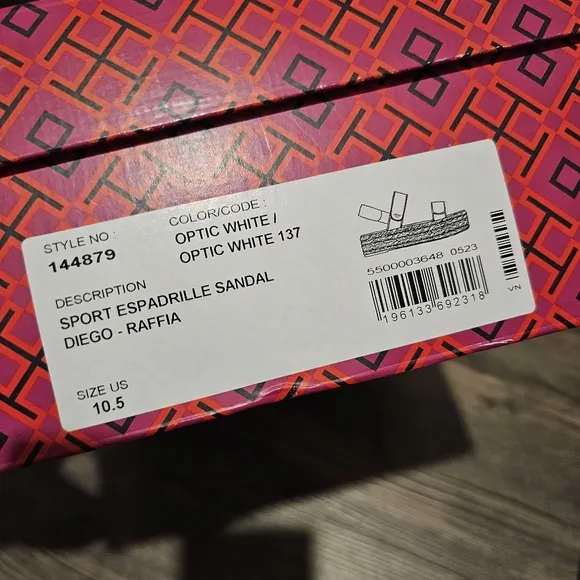 STYLE NO :
144879
COLOR/CODE :
OPTIC WHITE /
OPTIC WHITE 137
DESCRIPTION
SPORT ESPADRILLE SANDAL
DIEGO - RAFFIA
SIZE US
10.5
5500003648 0523
196133 692318
VN